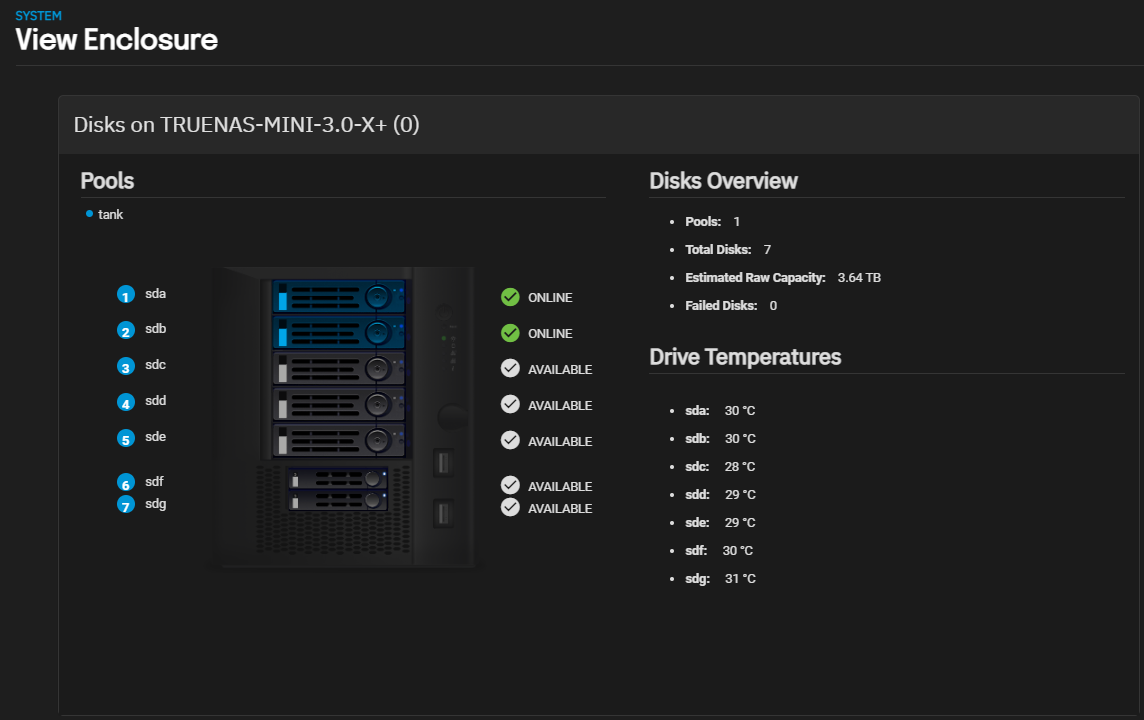 SYSTEM
View Enclosure
Disks on TRUENAS-MINI-3.0-X+ (0)
Pools
tank
1 sda ONLINE
2 sdb ONLINE
3 sdc AVAILABLE
4 sdd AVAILABLE
5 sde AVAILABLE
6 sdf AVAILABLE
7 sdg AVAILABLE
Disks Overview
Pools: 1
Total Disks: 7
Estimated Raw Capacity: 3.64 TB
Failed Disks: 0
Drive Temperatures
sda: 30 °C
sdb: 30 °C
sdc: 28 °C
sdd: 29 °C
sde: 29 °C
sdf: 30 °C
sdg: 31 °C